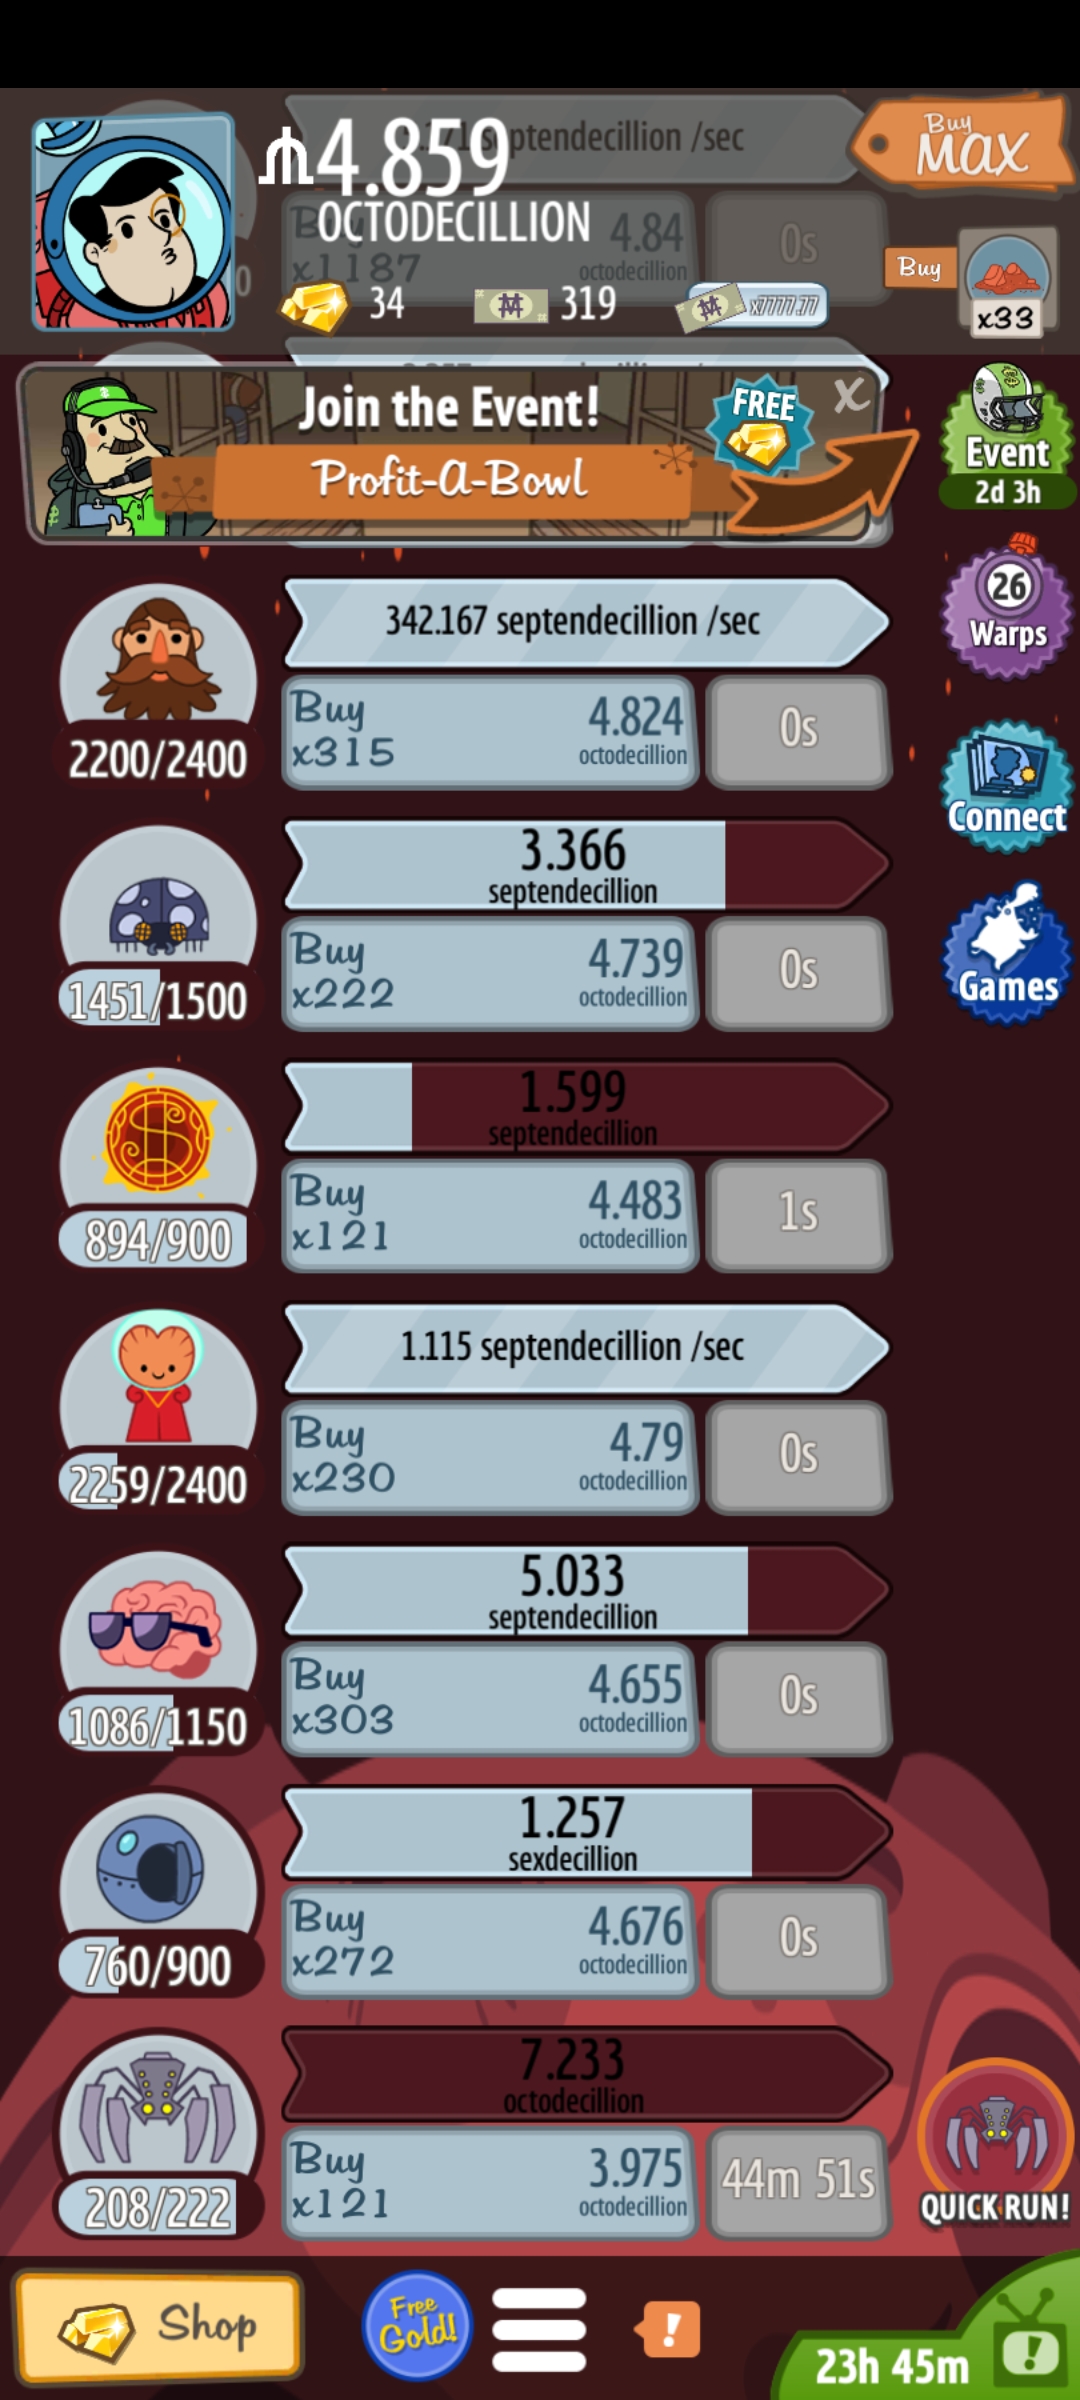 4.859
OCTODECILLION
septendecillion /sec
Buy
MAX
Buy
x1187
4.84
octodecillion
0s
34
319
x7777.77
Buy
x33
Join the Event!
FREE
X
Profit-A-Bowl
Event
2d 3h
342.167 septendecillion /sec
2200/2400
Buy
x315
4.824
octodecillion
0s
26
Warps
3.366
septendecillion
1451/1500
Buy
x222
4.739
octodecillion
0s
Connect
Games
1.599
septendecillion
894/900
Buy
x121
4.483
octodecillion
1s
1.115 septendecillion /sec
2259/2400
Buy
x230
4.79
octodecillion
0s
5.033
septendecillion
1086/1150
Buy
x303
4.655
octodecillion
0s
1.257
sexdecillion
760/900
Buy
x272
4.676
octodecillion
0s
7.233
octodecillion
208/222
Buy
x121
3.975
octodecillion
44m 51s
QUICK RUN!
Shop
Free
Gold!
!
23h 45m
!